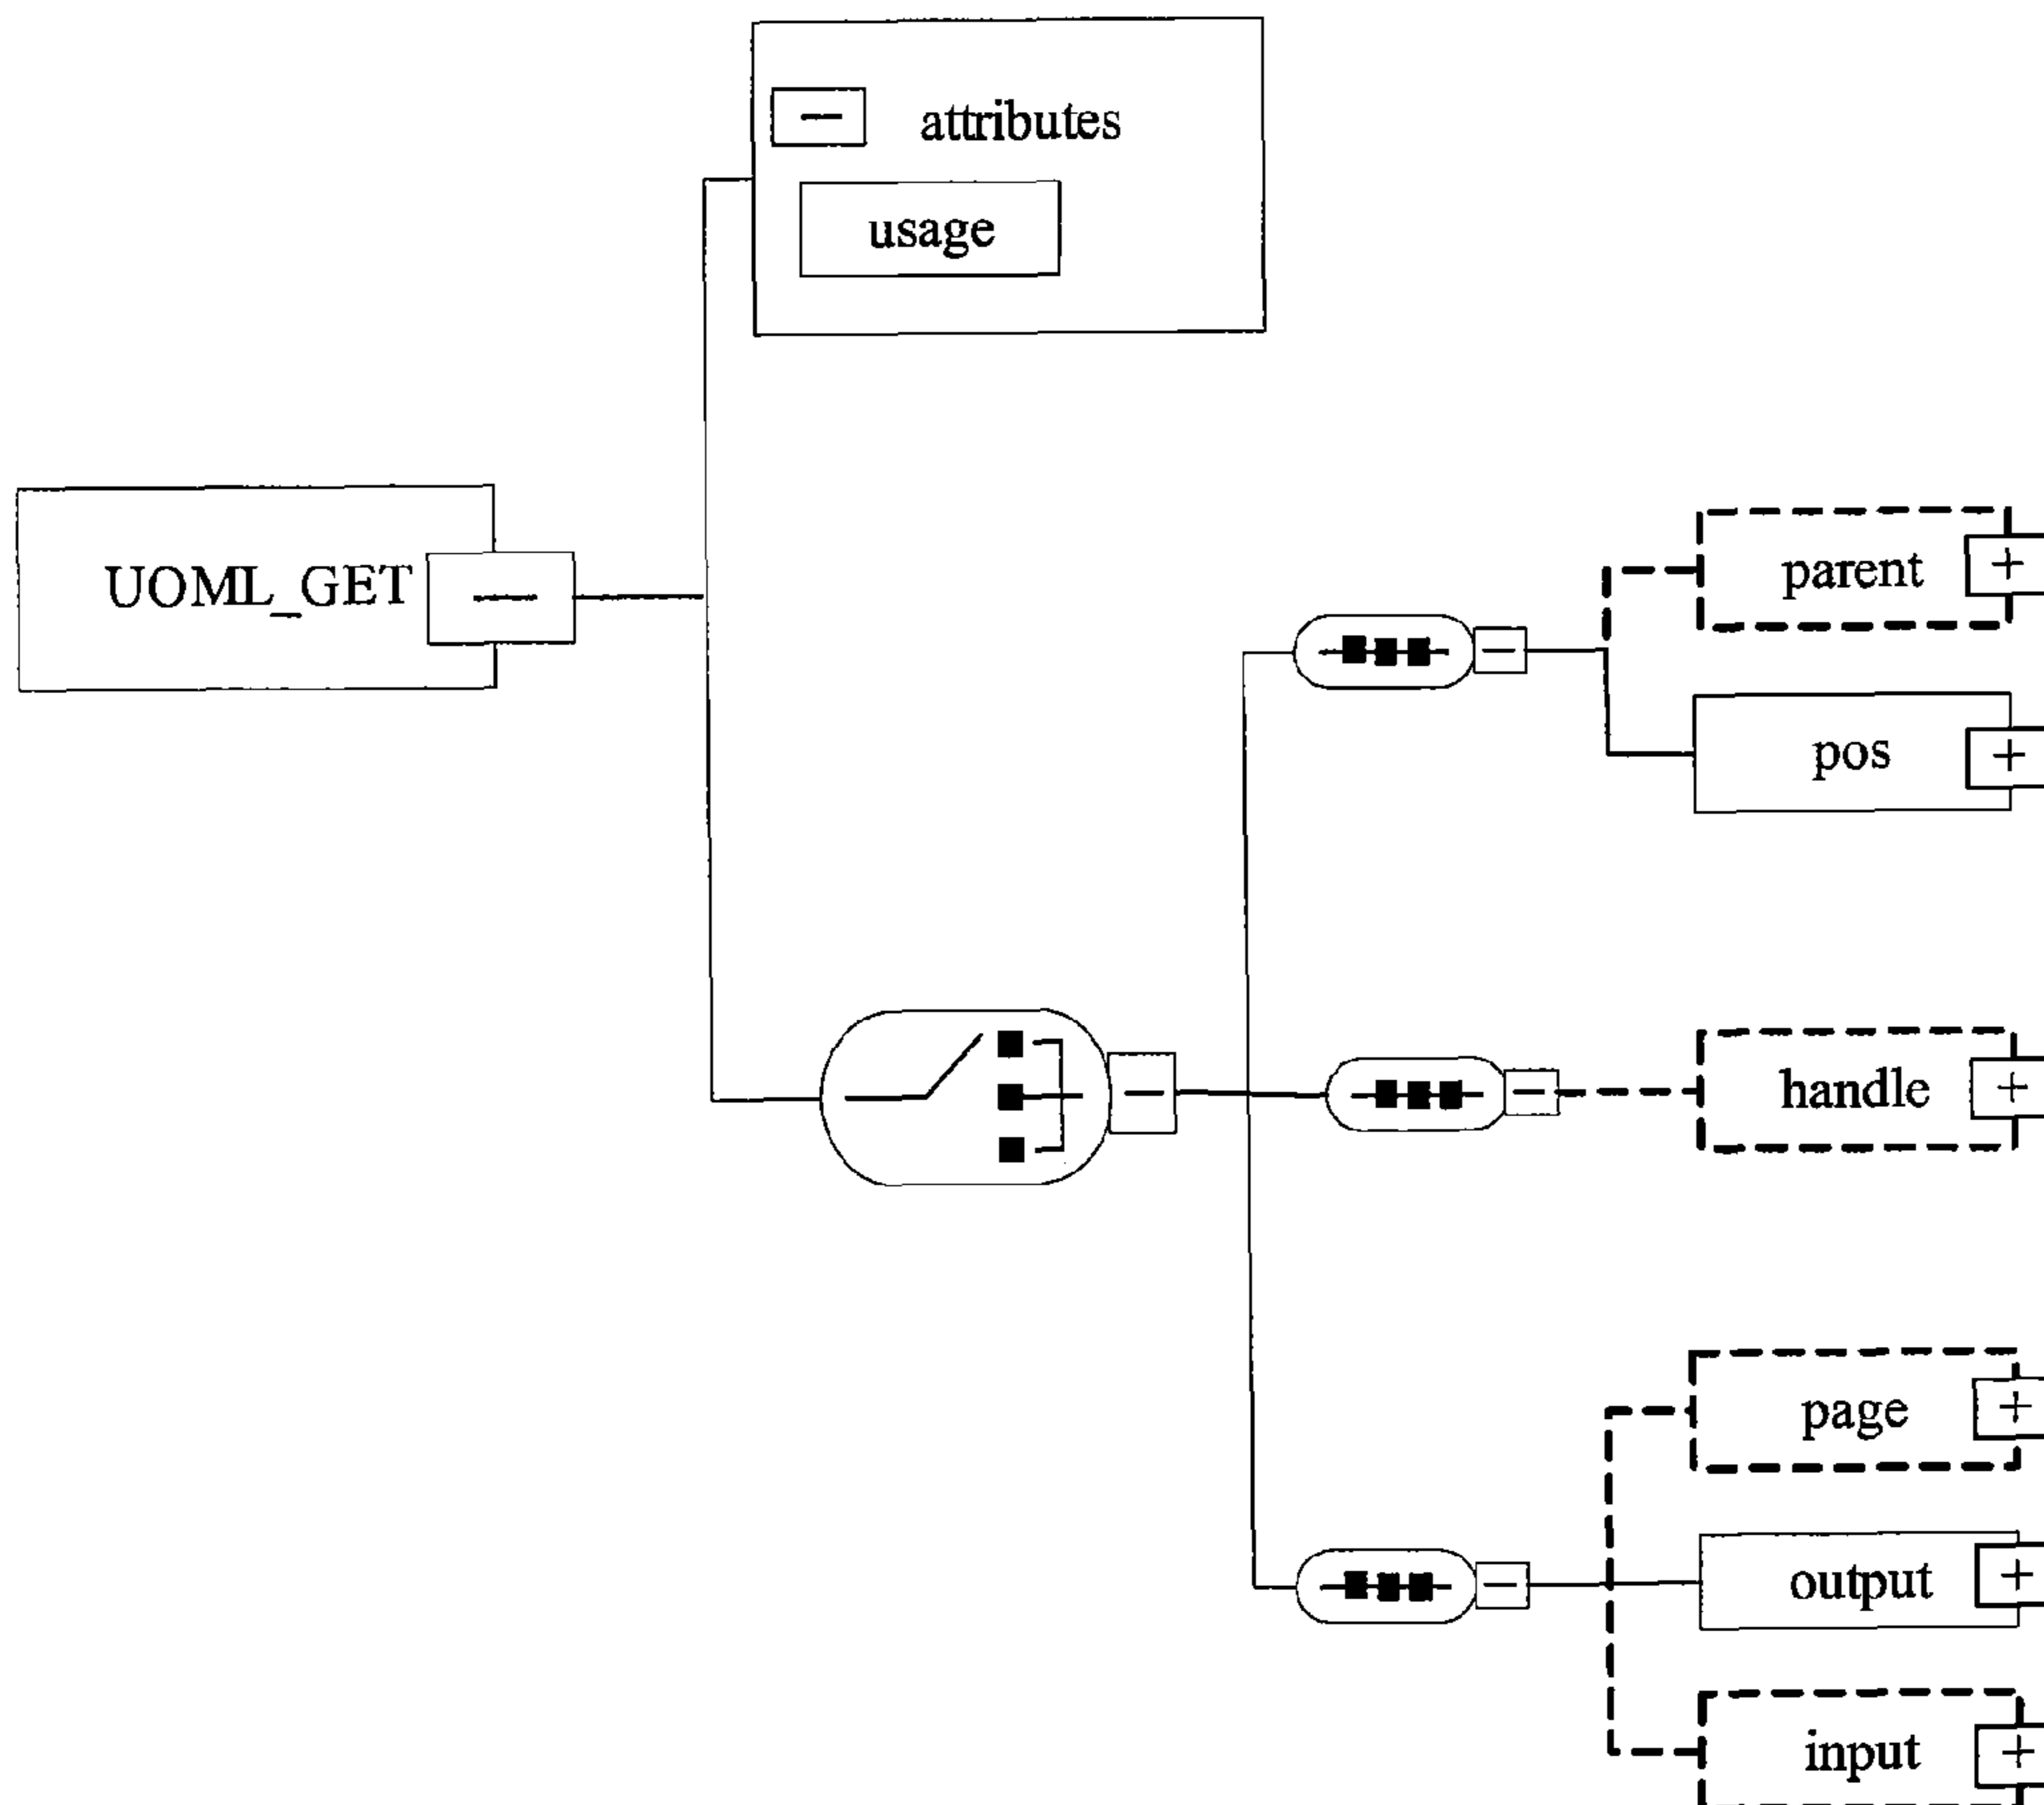 attributes
usage
UOML_GET
parent
pos
handle
page
output
input